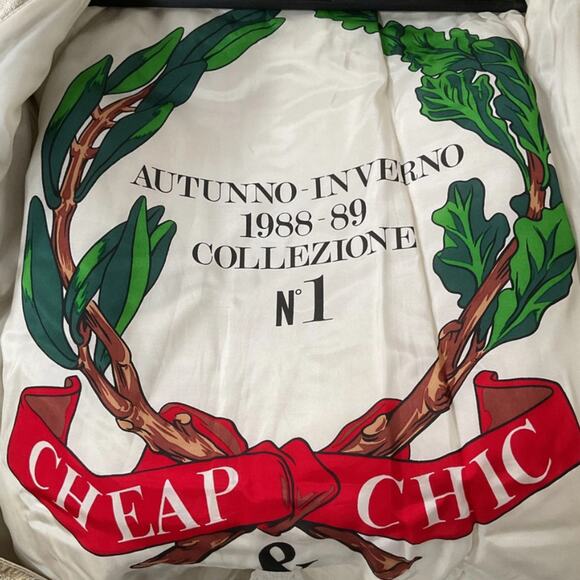 AUTUNNO-INVERNO
1988-89
COLLEZIONE
N° 1
CHEAP & CHIC